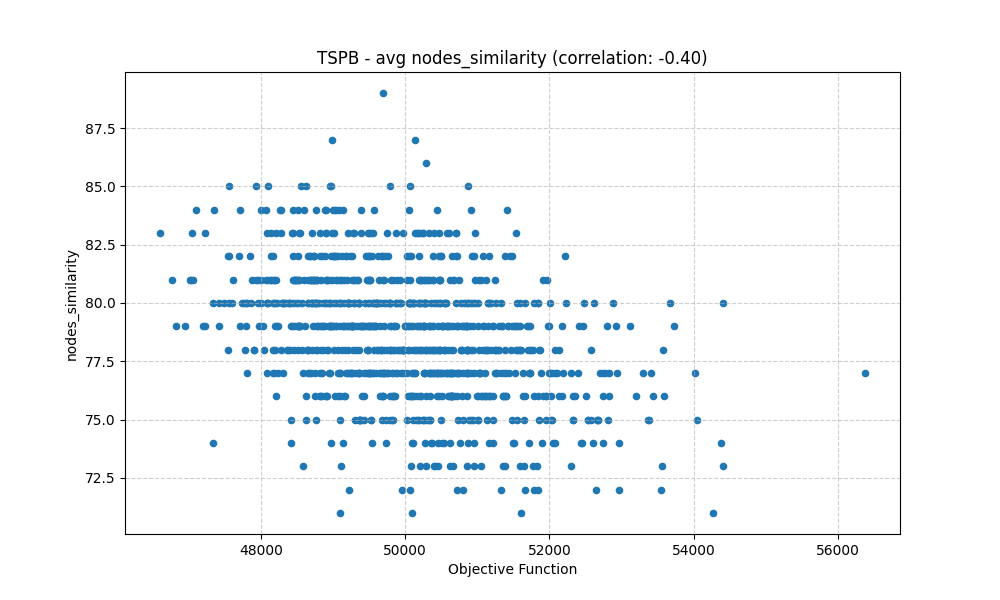 TSPB - avg nodes_similarity (correlation: -0.40)
87.5
85.0
82.5
80.0
77.5
75.0
72.5
nodes_similarity
48000 50000 52000 54000 56000
Objective Function